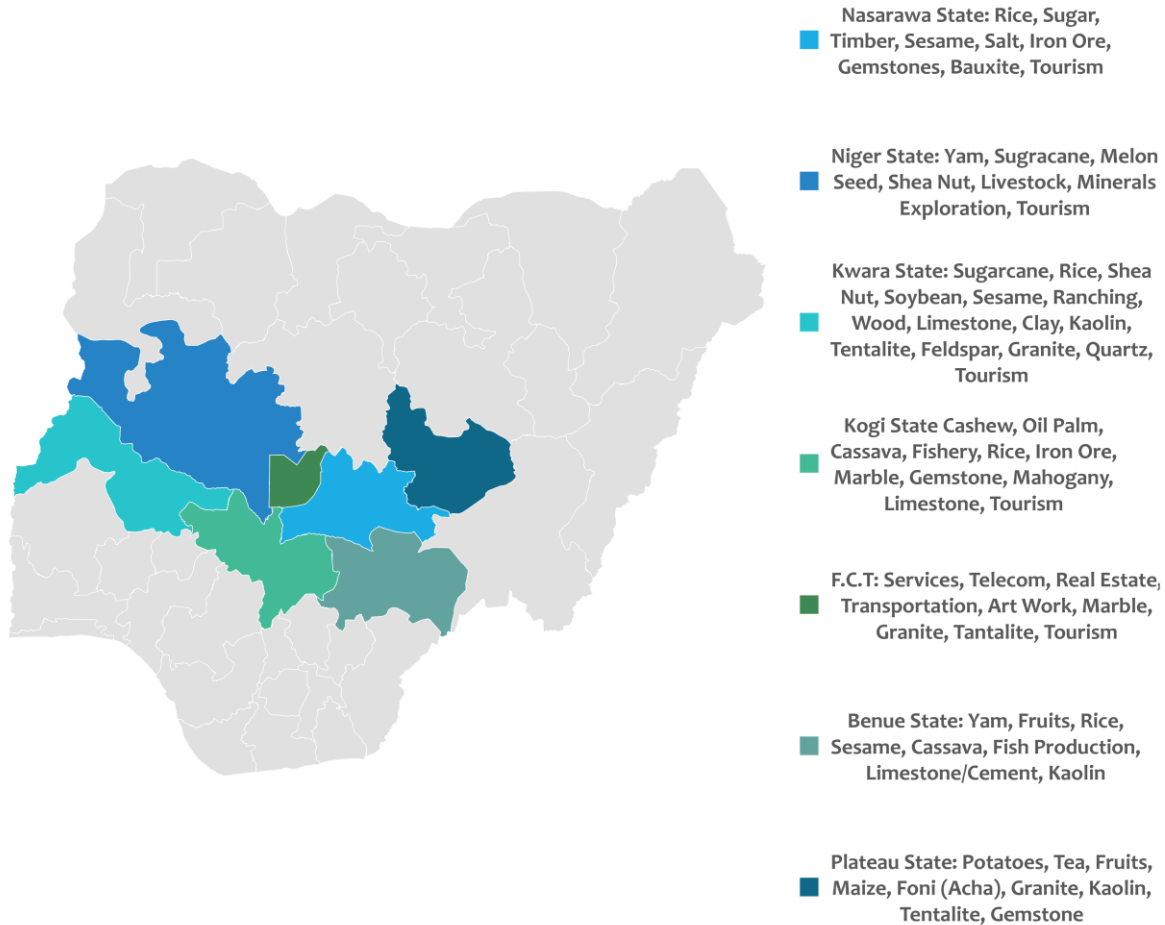 Nasarawa State: Rice, Sugar,
Timber, Sesame, Salt, Iron Ore,
Gemstones, Bauxite, Tourism
Niger State: Yam, Sugracane, Melon
Seed, Shea Nut, Livestock, Minerals
Exploration, Tourism
Kwara State: Sugarcane, Rice, Shea
Nut, Soybean, Sesame, Ranching,
Wood, Limestone, Clay, Kaolin,
Tentalite, Feldspar, Granite, Quartz,
Tourism
Kogi State Cashew, Oil Palm,
Cassava, Fishery, Rice, Iron Ore,
Marble, Gemstone, Mahogany,
Limestone, Tourism
F.C.T: Services, Telecom, Real Estate,
Transportation, Art Work, Marble,
Granite, Tantalite, Tourism
Benue State: Yam, Fruits, Rice,
Sesame, Cassava, Fish Production,
Limestone/Cement, Kaolin
Plateau State: Potatoes, Tea, Fruits,
Maize, Foni (Acha), Granite, Kaolin,
Tentalite, Gemstone